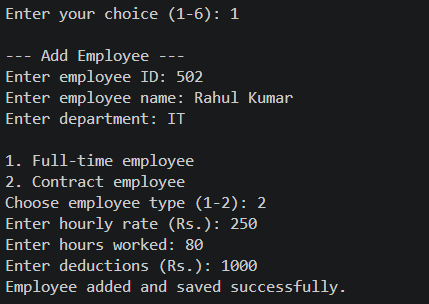 Enter your choice (1-6): 1
--- Add Employee ---
Enter employee ID: 502
Enter employee name: Rahul Kumar
Enter department: IT
1. Full-time employee
2. Contract employee
Choose employee type (1-2): 2
Enter hourly rate (Rs.): 250
Enter hours worked: 80
Enter deductions (Rs.): 1000
Employee added and saved successfully.